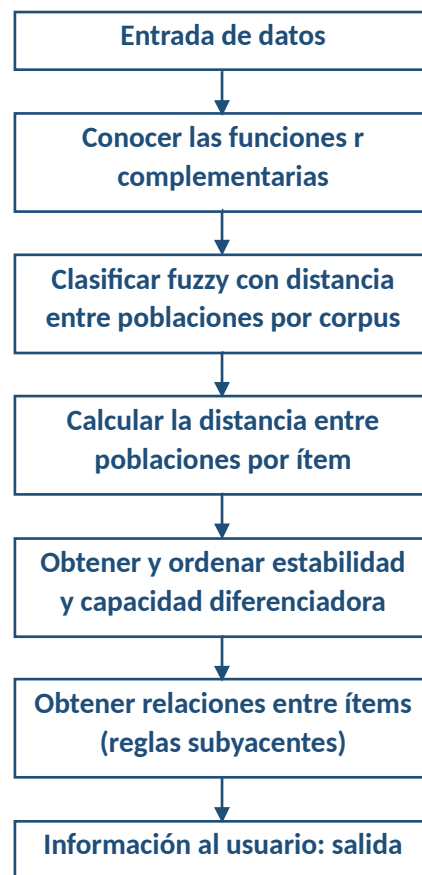 Entrada de datos
Conocer las funciones r
complementarias
Clasificar fuzzy con distancia
entre poblaciones por corpus
Calcular la distancia entre
poblaciones por ítem
Obtener y ordenar estabilidad
y capacidad diferenciadora
Obtener relaciones entre ítems
(reglas subyacentes)
Información al usuario: salida